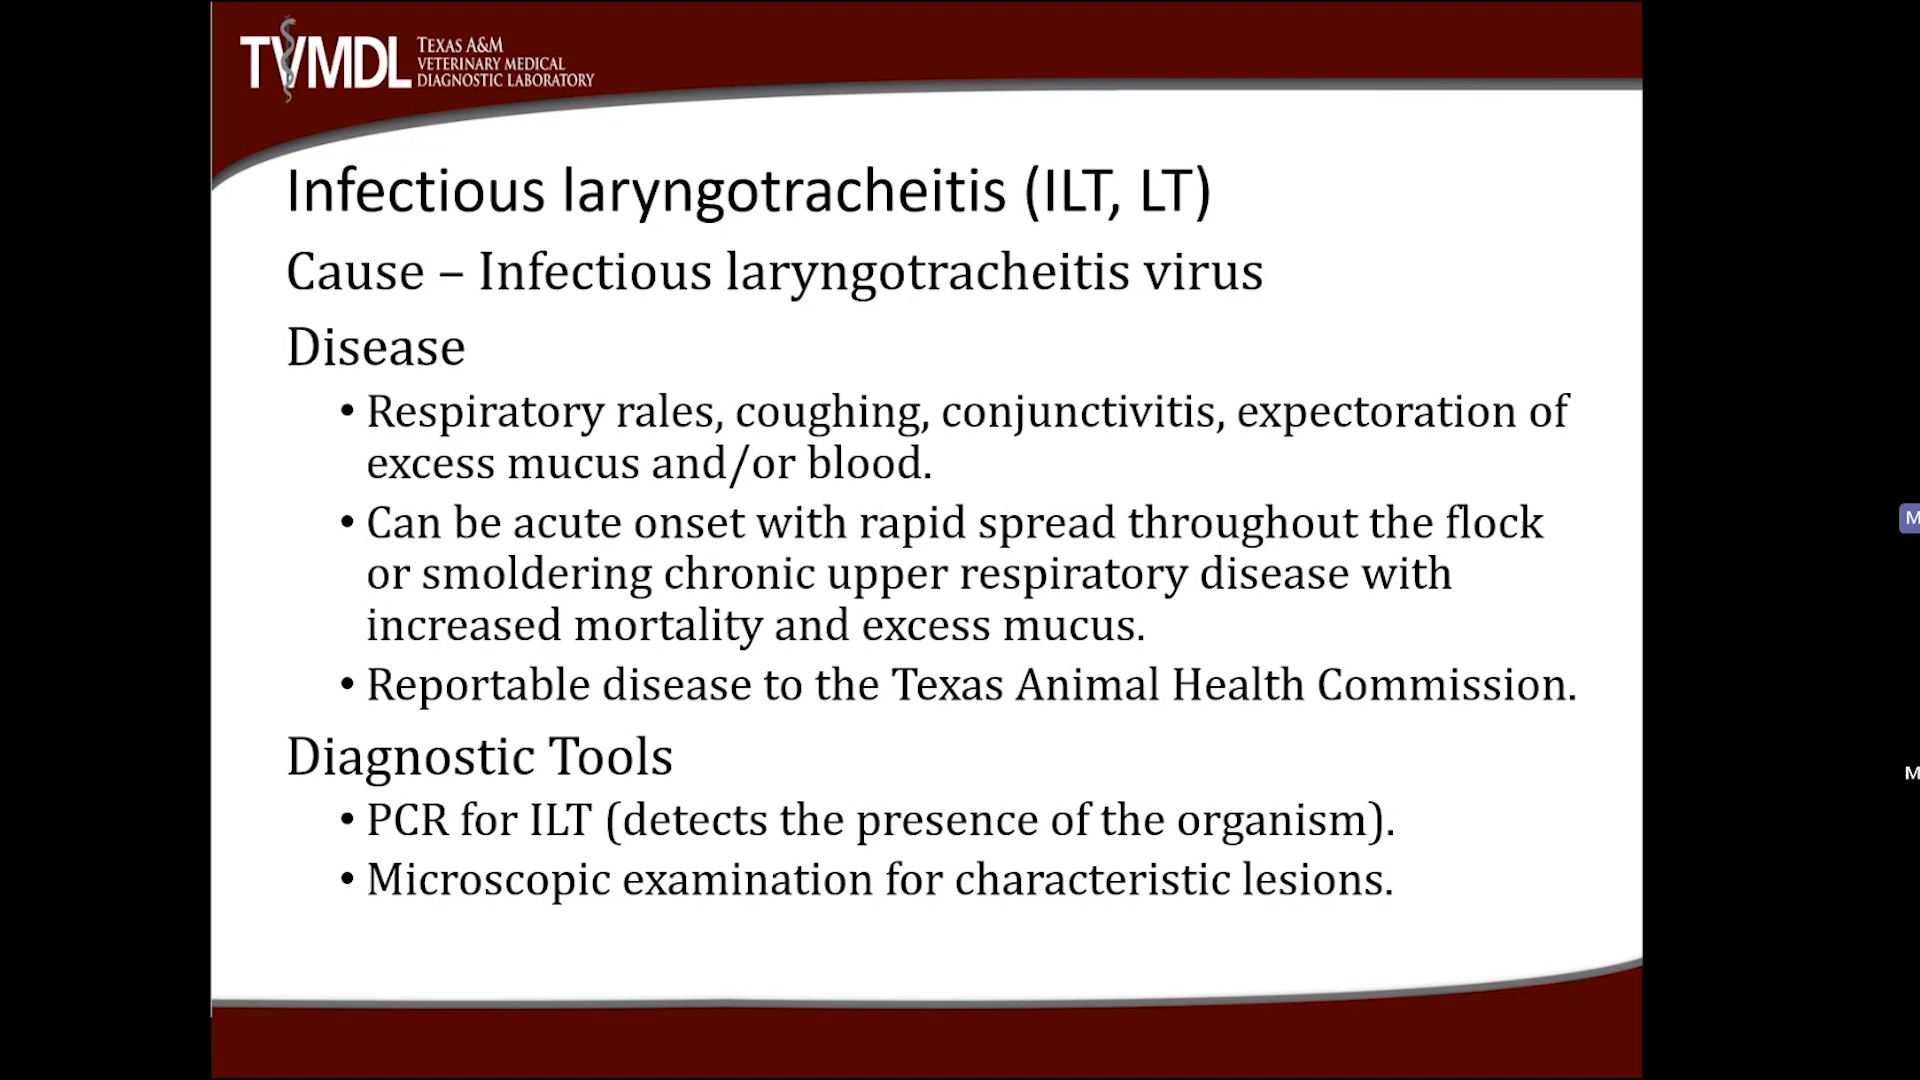 TVMDL
TEXAS A&M
VETERINARY MEDICAL
DIAGNOSTIC LABORATORY
Infectious laryngotracheitis (ILT, LT)
Cause – Infectious laryngotracheitis virus
Disease
• Respiratory rales, coughing, conjunctivitis, expectoration of
excess mucus and/or blood.
• Can be acute onset with rapid spread throughout the flock
or smoldering chronic upper respiratory disease with
increased mortality and excess mucus.
• Reportable disease to the Texas Animal Health Commission.
Diagnostic Tools
• PCR for ILT (detects the presence of the organism).
• Microscopic examination for characteristic lesions.
M
M